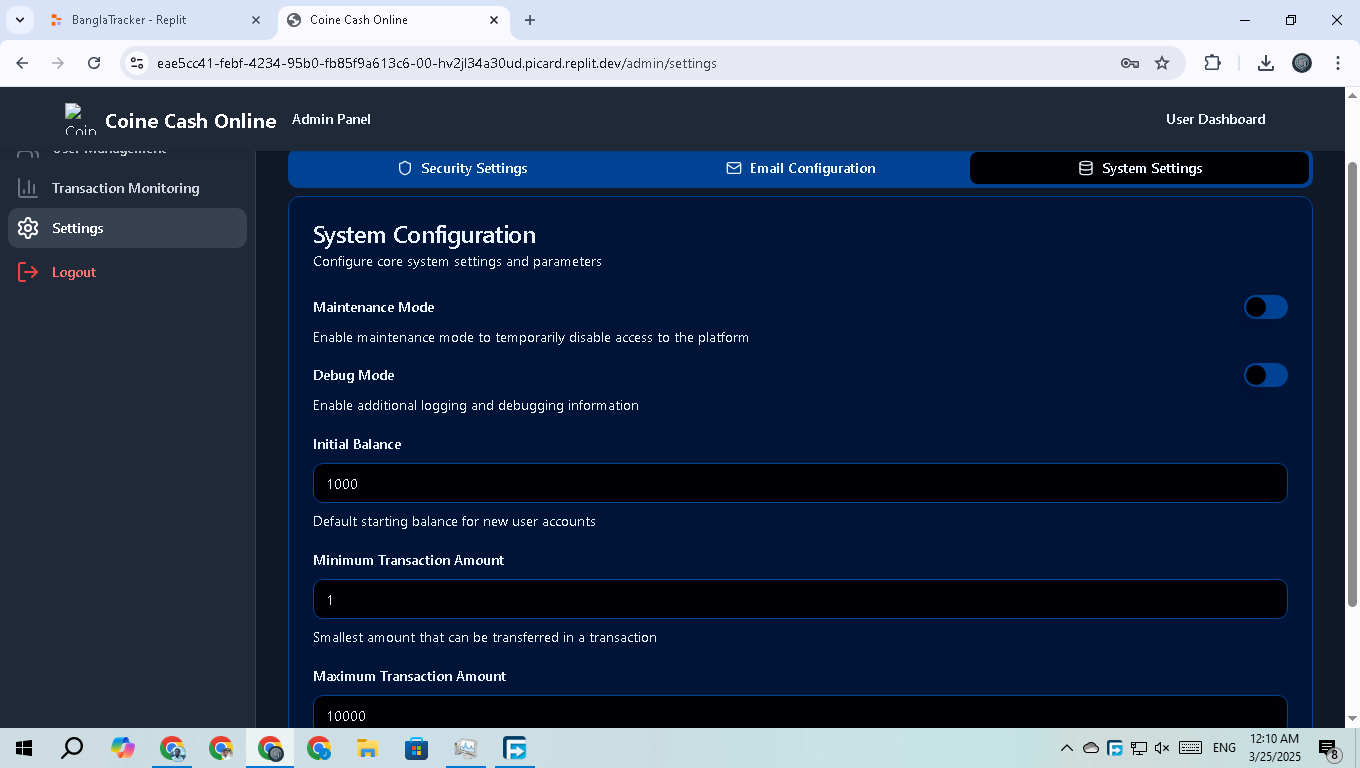 BanglaTracker - Replit
Coine Cash Online
eae5cc41-febf-4234-95b0-fb85f9a613c6-00-hv2jl34a30ud.picard.replit.dev/admin/settings
Coin
Coine Cash Online
Admin Panel
User Dashboard
User Management
Transaction Monitoring
Settings
Logout
Security Settings
Email Configuration
System Settings
System Configuration
Configure core system settings and parameters
Maintenance Mode
Enable maintenance mode to temporarily disable access to the platform
Debug Mode
Enable additional logging and debugging information
Initial Balance
1000
Default starting balance for new user accounts
Minimum Transaction Amount
1
Smallest amount that can be transferred in a transaction
Maximum Transaction Amount
10000
ENG
12:10 AM
3/25/2025
8